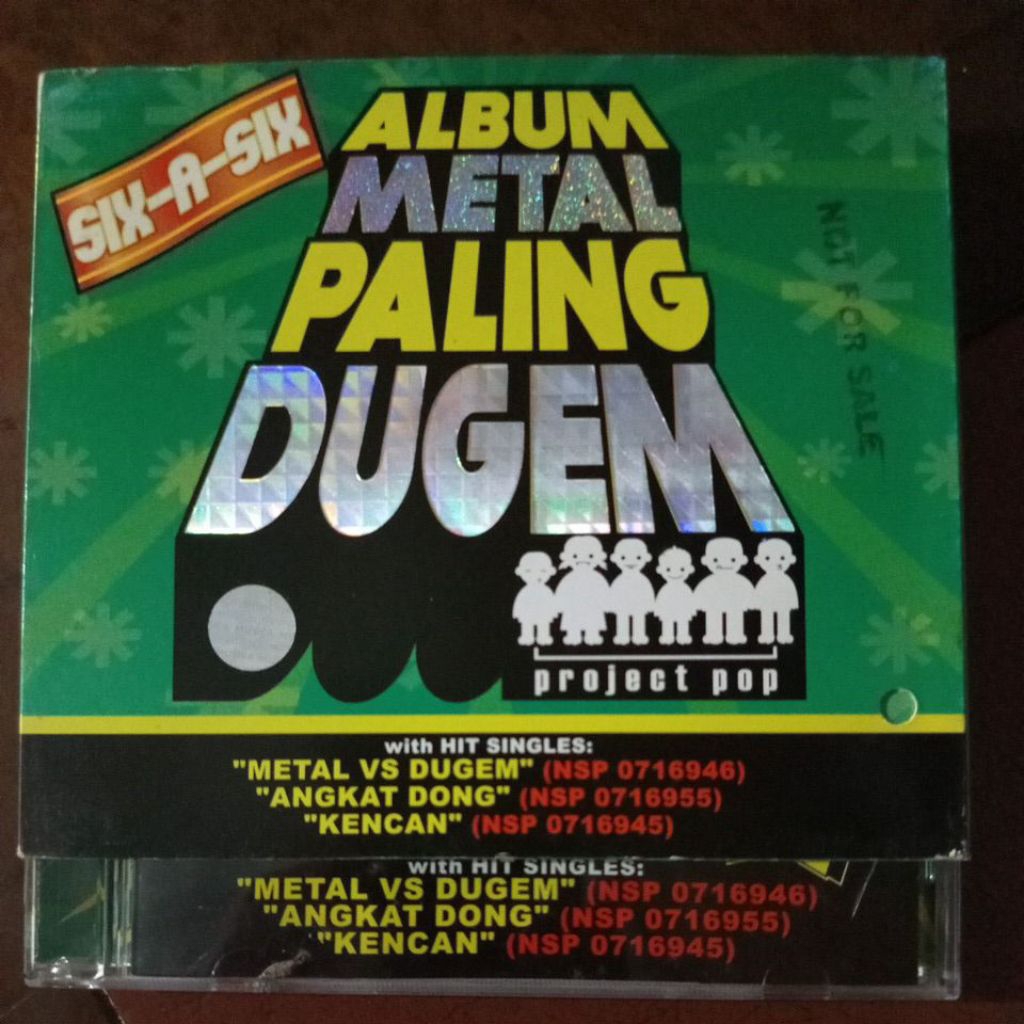 SIX-A-SIX
ALBUM
METAL
PALING
DUGEM
NOT FOR SALE
project pop
with HIT SINGLES:
"METAL VS DUGEM" (NSP 0716946)
"ANGKAT DONG" (NSP 0716955)
"KENCAN" (NSP 0716945)
with HIT SINGLES:
"METAL VS DUGEM" (NSP 0716946)
"ANGKAT DONG" (NSP 0716955)
"KENCAN" (NSP 0716945)